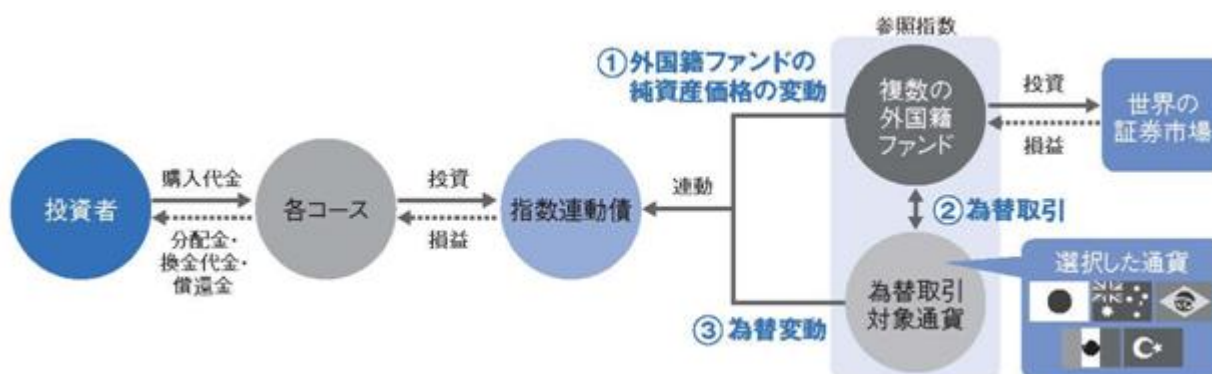 参照指数
①外国籍ファンドの
純資産価格の変動
複数の
外国籍
ファンド
投資
損益
世界の
証券市場
投資者
購入代金
分配金・
換金代金・
償還金
各コース
投資
損益
指数連動債
連動
②為替取引
選択した通貨
為替取引
対象通貨
③為替変動